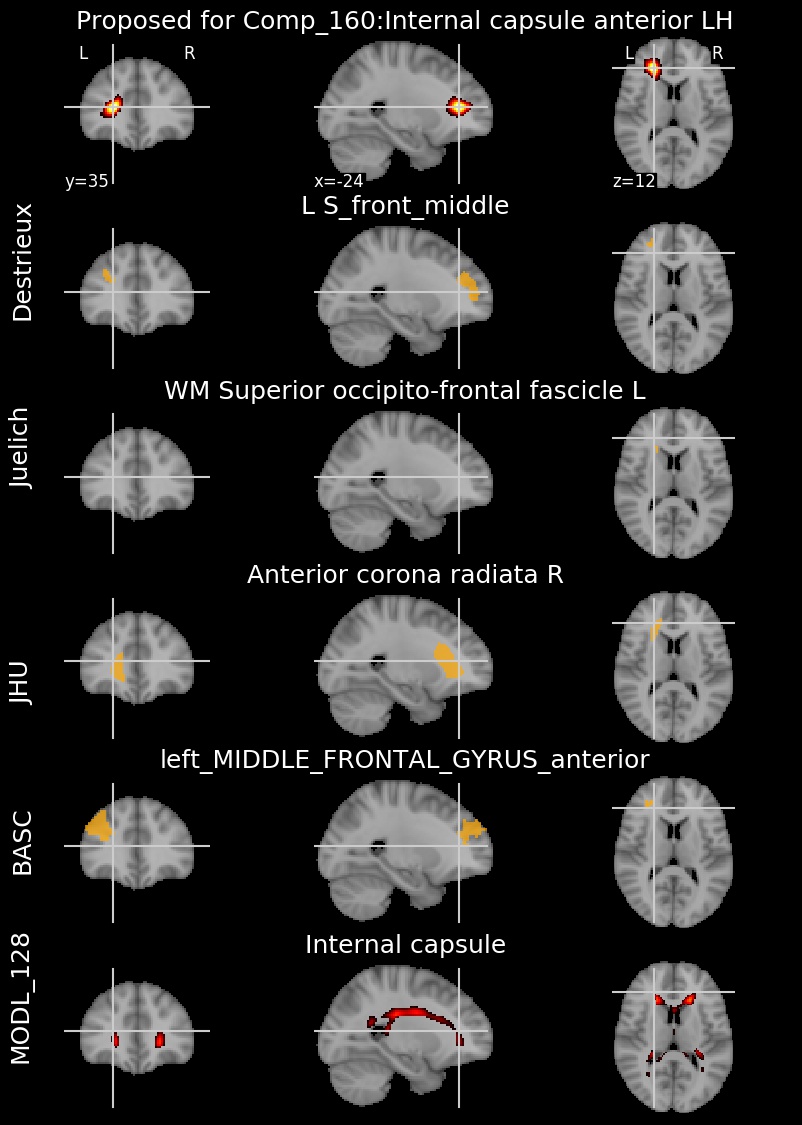 Proposed for Comp_160:Internal capsule anterior LH
L R
L R
y=35 x=-24 z=12
L S_front_middle
Destrieux
WM Superior occipito-frontal fascicle L
Juelich
Anterior corona radiata R
JHU
left_MIDDLE_FRONTAL_GYRUS_anterior
BASC
Internal capsule
MODL_128